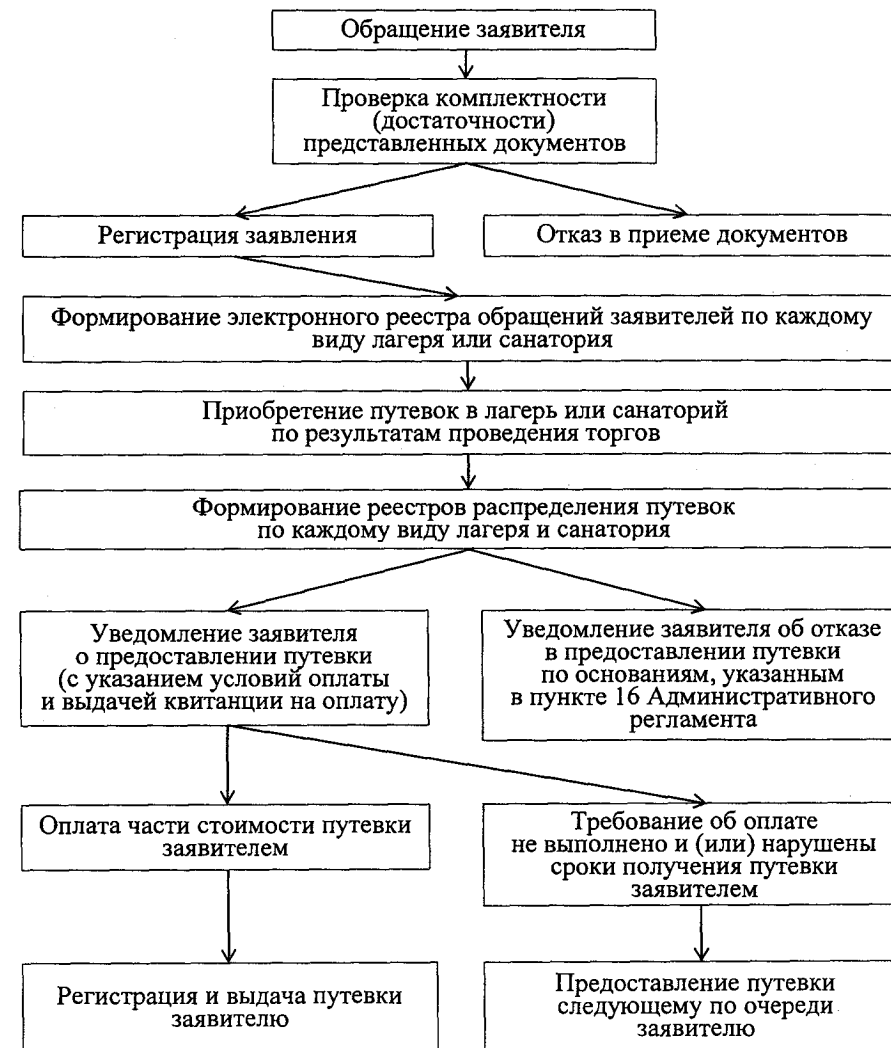 Обращение заявителя
Проверка комплектности
(достаточности)
представленных документов
Регистрация заявления
Отказ в приеме документов
Формирование электронного реестра обращений заявителей по каждому
виду лагеря или санатория
Приобретение путевок в лагерь или санаторий
по результатам проведения торгов
Формирование реестров распределения путевок
по каждому виду лагеря и санатория
Уведомление заявителя
о предоставлении путевки
(с указанием условий оплаты
и выдачей квитанции на оплату)
Уведомление заявителя об отказе
в предоставлении путевки
по основаниям, указанным
в пункте 16 Административного
регламента
Оплата части стоимости путевки
заявителем
Требование об оплате
не выполнено и (или) нарушены
сроки получения путевки
заявителем
Регистрация и выдача путевки
заявителю
Предоставление путевки
следующему по очереди
заявителю